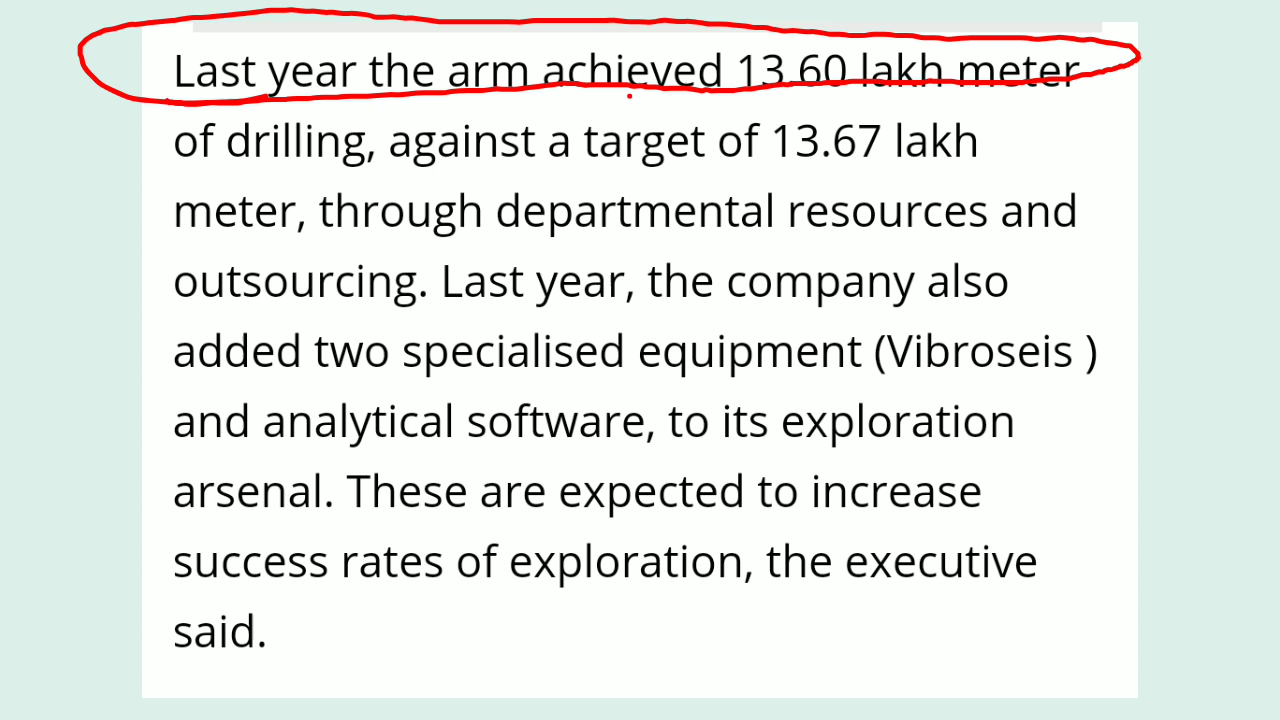 Last year the arm achieved 13.60 lakh meter
of drilling, against a target of 13.67 lakh
meter, through departmental resources and
outsourcing. Last year, the company also
added two specialised equipment (Vibroseis )
and analytical software, to its exploration
arsenal. These are expected to increase
success rates of exploration, the executive
said.